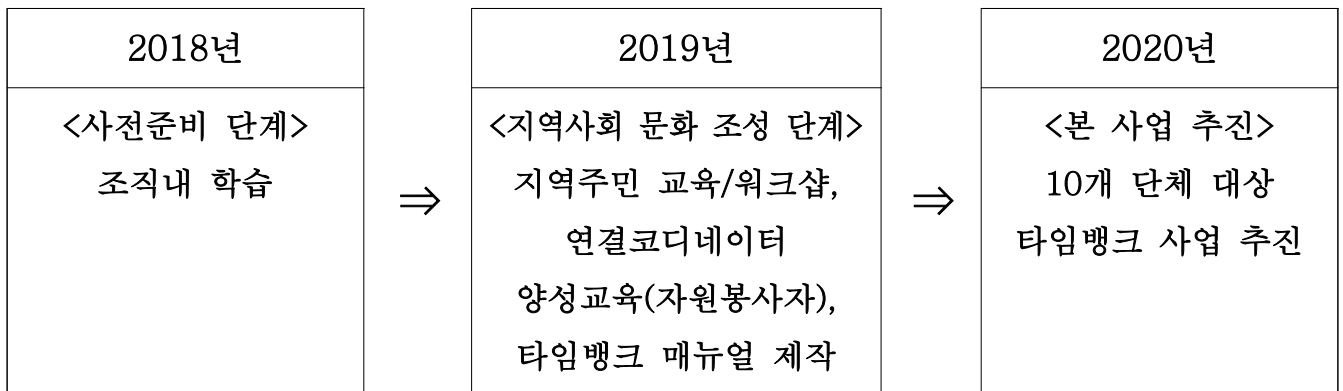 2018년
<사전준비 단계>
조직내 학습
⇒
2019년
<지역사회 문화 조성 단계>
지역주민 교육/워크샵,
연결코디네이터
양성교육(자원봉사자),
타임뱅크 매뉴얼 제작
⇒
2020년
<본 사업 추진>
10개 단체 대상
타임뱅크 사업 추진